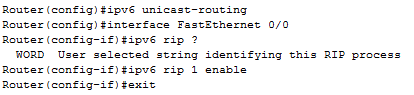 Router(config)#ipv6 unicast-routing
Router(config)#interface FastEthernet 0/0
Router(config-if)#ipv6 rip ?
  WORD  User selected string identifying this RIP process
Router(config-if)#ipv6 rip 1 enable
Router(config-if)#exit